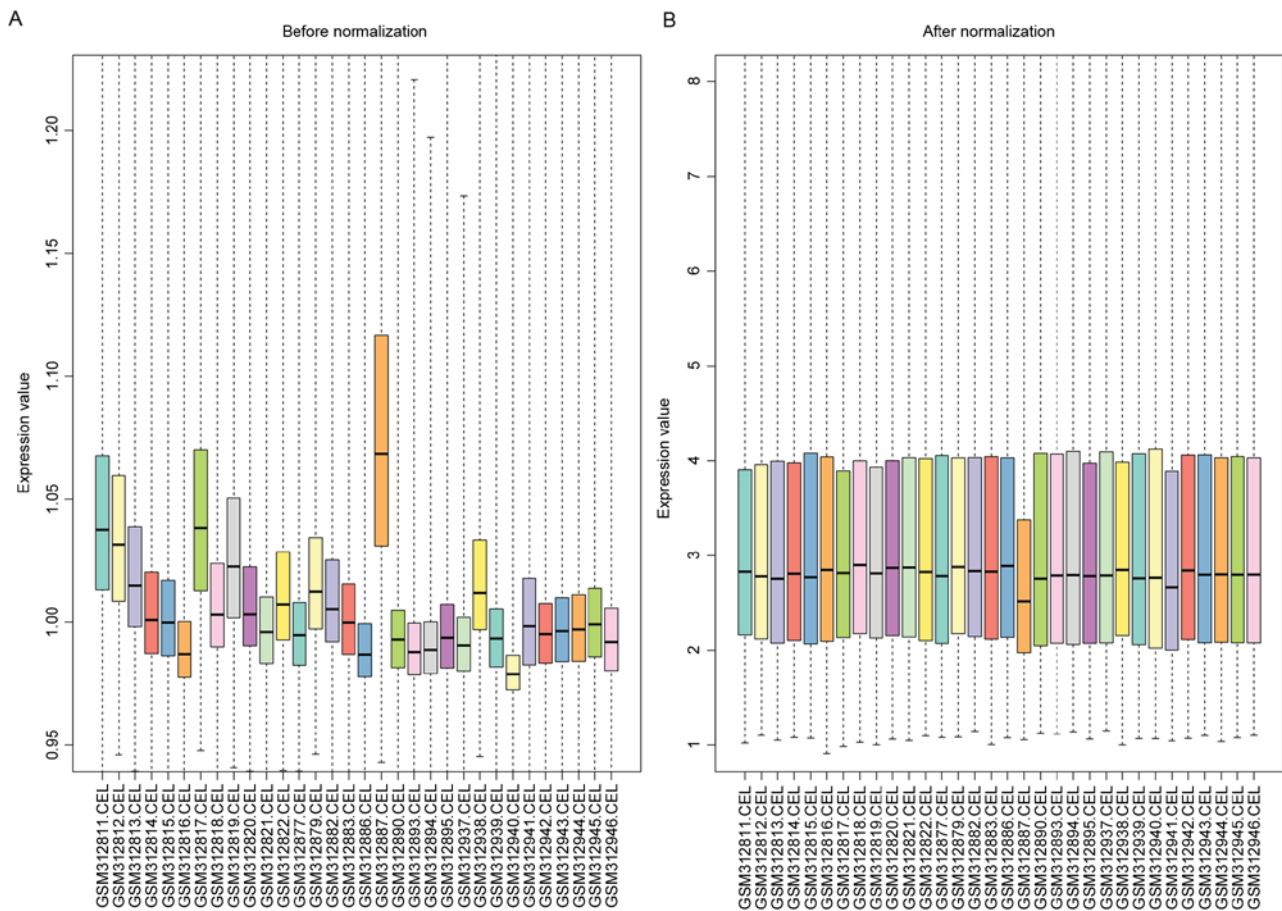 A
Before normalization
Expression value
1.20
1.15
1.10
1.05
1.00
0.95
GSM312811.CEL
GSM312812.CEL
GSM312813.CEL
GSM312814.CEL
GSM312815.CEL
GSM312816.CEL
GSM312817.CEL
GSM312818.CEL
GSM312819.CEL
GSM312820.CEL
GSM312821.CEL
GSM312822.CEL
GSM312877.CEL
GSM312879.CEL
GSM312882.CEL
GSM312883.CEL
GSM312886.CEL
GSM312887.CEL
GSM312890.CEL
GSM312893.CEL
GSM312894.CEL
GSM312895.CEL
GSM312937.CEL
GSM312938.CEL
GSM312939.CEL
GSM312940.CEL
GSM312941.CEL
GSM312942.CEL
GSM312943.CEL
GSM312944.CEL
GSM312945.CEL
GSM312946.CEL
B
After normalization
Expression value
8
7
6
5
4
3
2
1
GSM312811.CEL
GSM312812.CEL
GSM312813.CEL
GSM312814.CEL
GSM312815.CEL
GSM312816.CEL
GSM312817.CEL
GSM312818.CEL
GSM312819.CEL
GSM312820.CEL
GSM312821.CEL
GSM312822.CEL
GSM312877.CEL
GSM312879.CEL
GSM312882.CEL
GSM312883.CEL
GSM312886.CEL
GSM312887.CEL
GSM312890.CEL
GSM312893.CEL
GSM312894.CEL
GSM312895.CEL
GSM312937.CEL
GSM312938.CEL
GSM312939.CEL
GSM312940.CEL
GSM312941.CEL
GSM312942.CEL
GSM312943.CEL
GSM312944.CEL
GSM312945.CEL
GSM312946.CEL